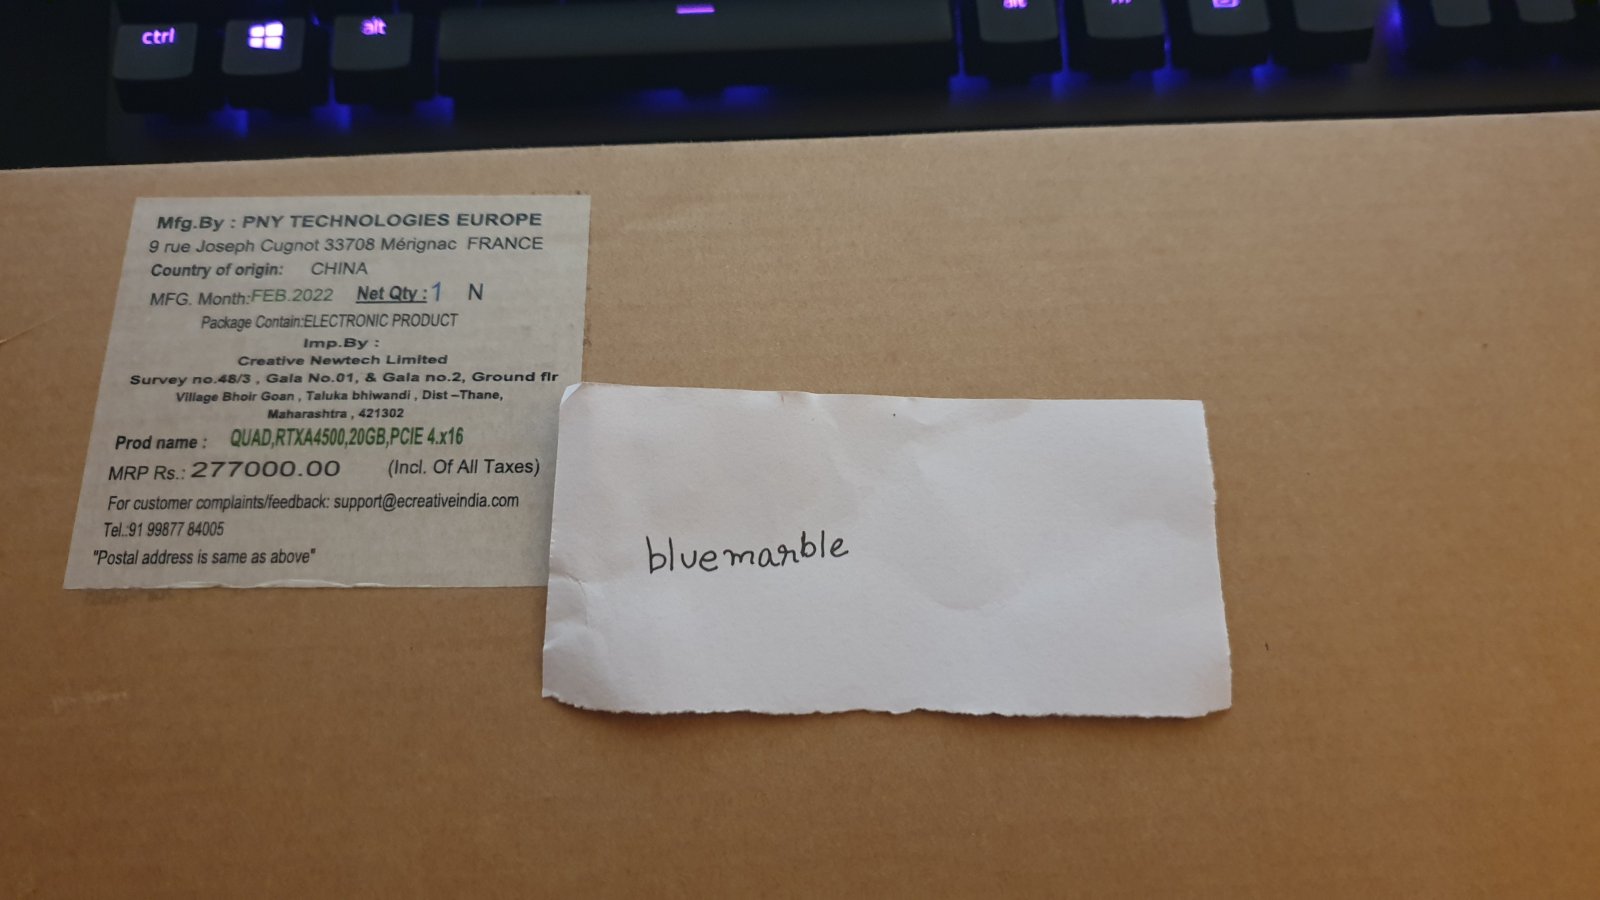 ctrl alt alt
Mfg.By : PNY TECHNOLOGIES EUROPE
9 rue Joseph Cugnot 33708 Mérignac FRANCE
Country of origin: CHINA
MFG. Month:FEB.2022 Net Qty : 1 N
Package Contain:ELECTRONIC PRODUCT
Imp.By :
Creative Newtech Limited
Survey no.48/3 , Gala No.01, & Gala no.2, Ground flr
Village Bhoir Goan , Taluka bhiwandi , Dist –Thane,
Maharashtra , 421302
Prod name : QUAD,RTXA4500,20GB,PCIE 4.x16
MRP Rs.: 277000.00 (Incl. Of All Taxes)
For customer complaints/feedback: support@ecreativeindia.com
Tel.:91 99877 84005
"Postal address is same as above"
bluemarble